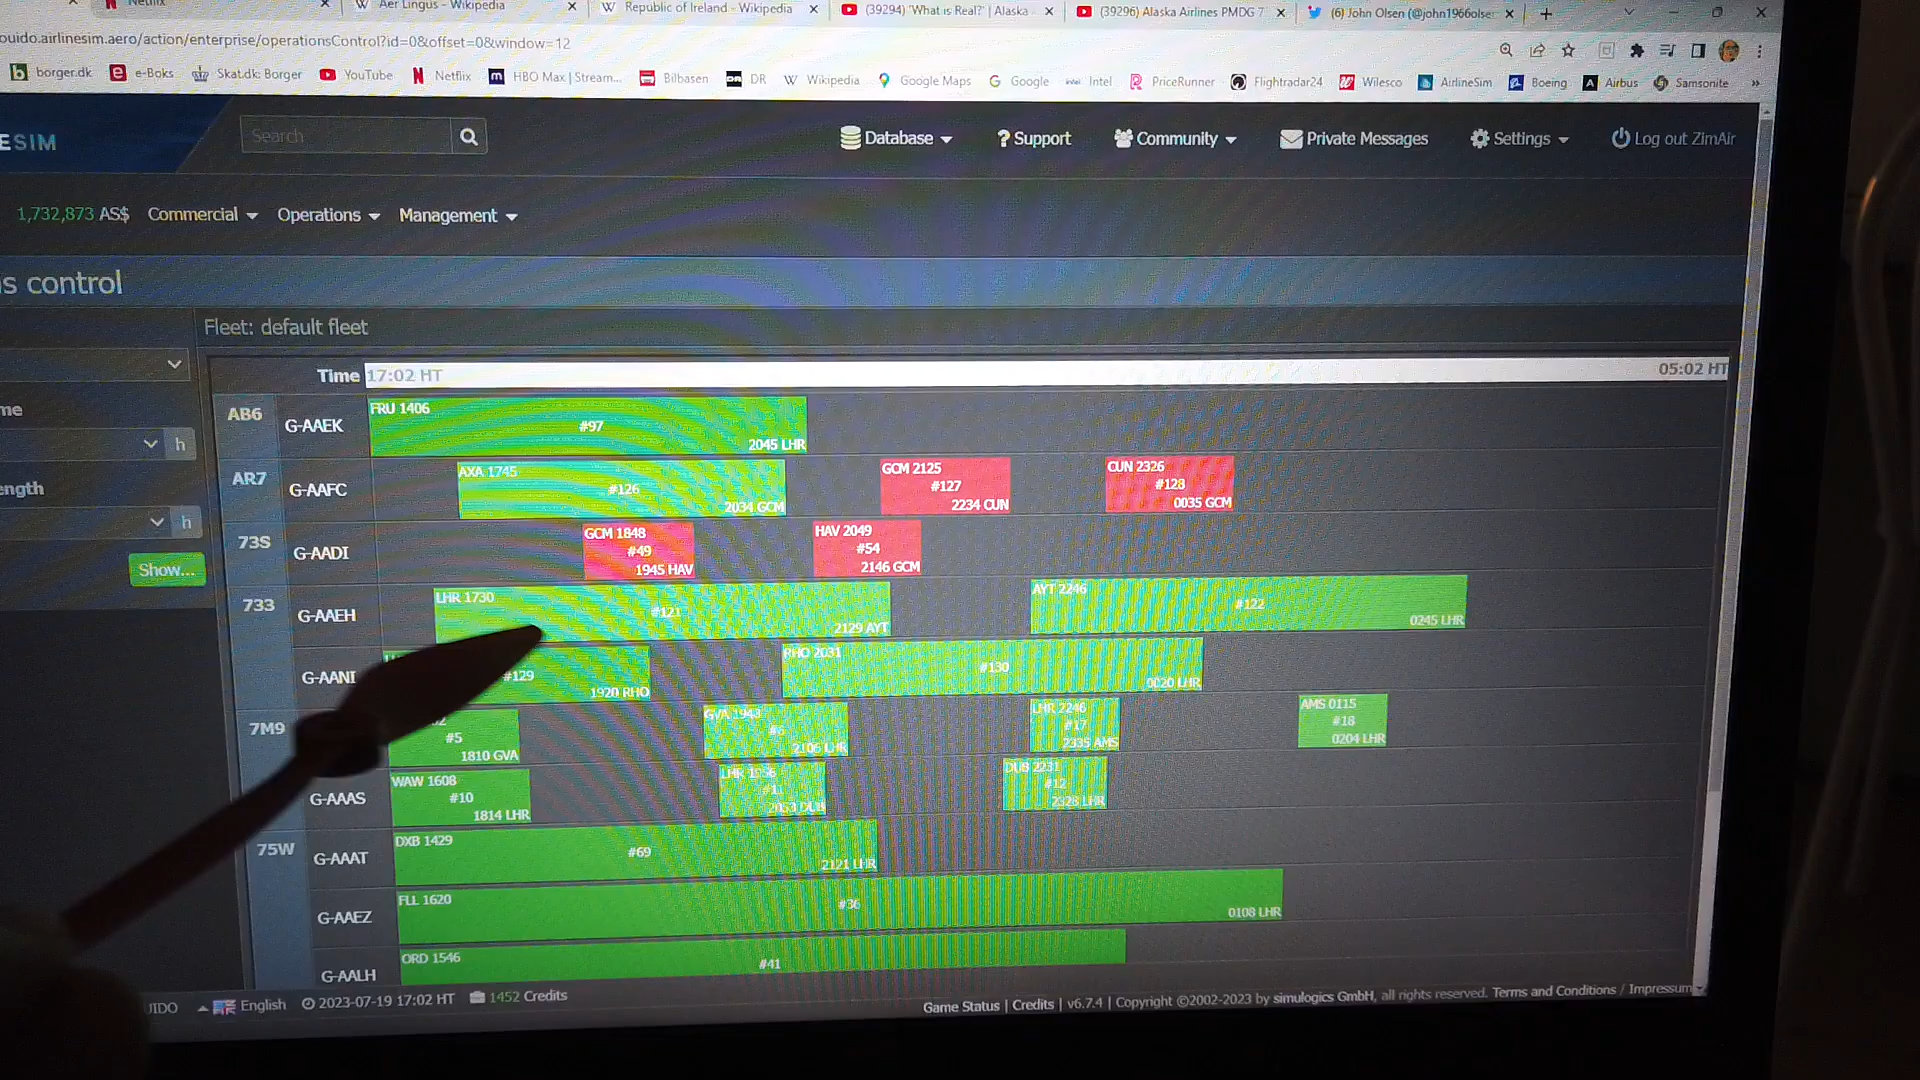 Netflix
Aer Lingus - Wikipedia
Republic of Ireland - Wikipedia
(39294) 'What is Real?' | Alaska
(39296) Alaska Airlines PMDG 7
(6) John Olsen (@john1966olse
ouido.airlinesim.aero/action/enterprise/operationsControl?id=0&offset=0&window=12
borger.dk
e-Boks
Skat.dk: Borger
YouTube
Netflix
HBO Max | Stream...
Bilbasen
DR
Wikipedia
Google Maps
Google
Intel
PriceRunner
Flightradar24
Wilesco
AirlineSim
Boeing
Airbus
Samsonite
»
ESIM
Search
Database
? Support
Community
Private Messages
Settings
Log out ZimAir
1,732,873 AS$
Commercial
Operations
Management
s control
Fleet: default fleet
Time
17:02 HT
05:02 HT
me
h
ength
h
Show...
AB6
G-AAEK
FRU 1406
#97
2045 LHR
AR7
G-AAFC
AXA 1745
#126
2034 GCM
GCM 2125
#127
2234 CUN
CUN 2326
#128
0035 GCM
73S
G-AADI
GCM 1848
#49
1945 HAV
HAV 2049
#54
2146 GCM
733
G-AAEH
LHR 1730
#121
2129 AYT
AYT 2246
#122
0245 LHR
G-AANI
#129
1920 RHO
RHO 2031
#130
0020 LHR
7M9
#5
1810 GVA
GVA 1943
2105 LHR
LHR 2246
#17
2335 AMS
AMS 0115
#18
0204 LHR
G-AAAS
WAW 1608
#10
1814 LHR
#11
DUB 2231
#12
2328 LHR
75W
G-AAAT
DXB 1429
#69
2121 LHR
G-AAEZ
FLL 1620
#36
0108 LHR
G-AALH
ORD 1546
#41
UIDO
English
2023-07-19 17:02 HT
1452 Credits
Game Status | Credits | v6.7.4 | Copyright ©2002-2023 by simulogics GmbH, all rights reserved. Terms and Conditions / Impressum